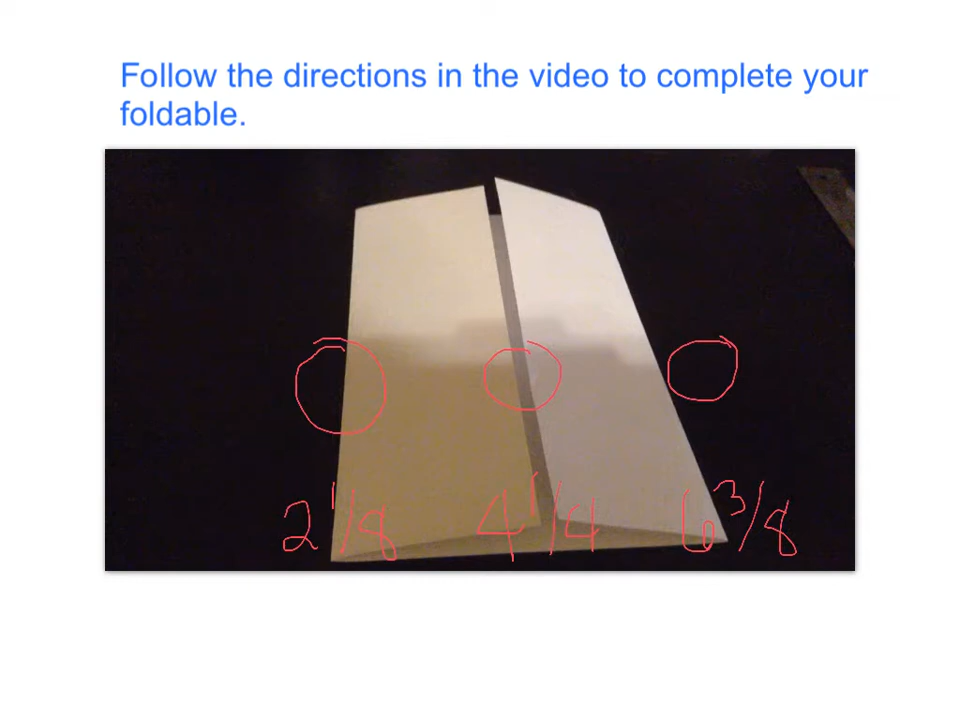 Follow the directions in the video to complete your
foldable.
2 1/8 4 1/4 6 3/8